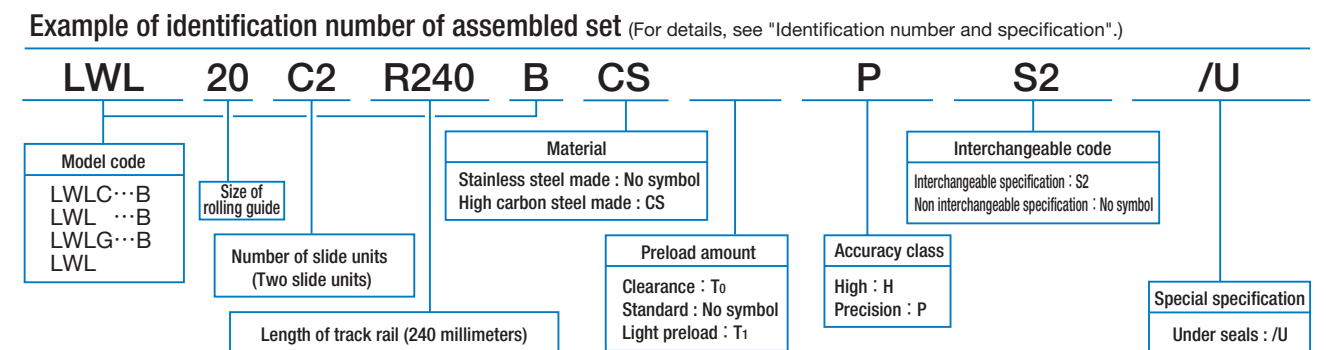 Example of identification number of assembled set (For details, see "Identification number and specification".)
LWL 20 C2 R240 B CS P S2 /U
Model code
LWLC…B
LWL …B
LWLG…B
LWL
Size of
rolling guide
Number of slide units
(Two slide units)
Length of track rail (240 millimeters)
Material
Stainless steel made : No symbol
High carbon steel made : CS
Preload amount
Clearance : T₀
Standard : No symbol
Light preload : T₁
Accuracy class
High : H
Precision : P
Interchangeable code
Interchangeable specification : S2
Non interchangeable specification : No symbol
Special specification
Under seals : /U